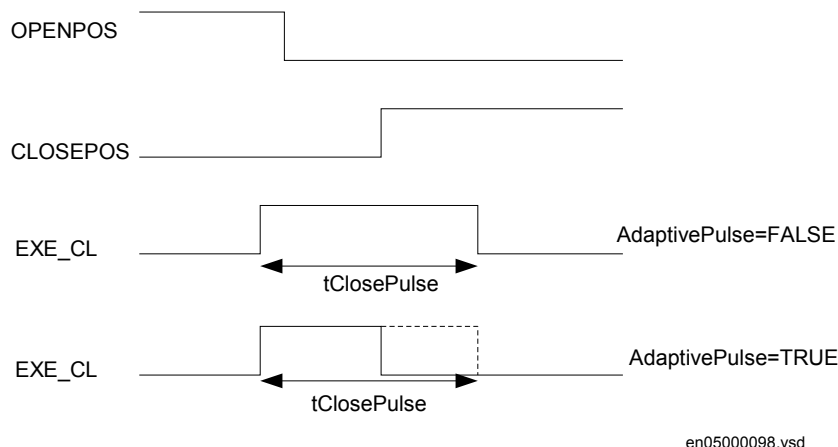 OPENPOS
CLOSEPOS
EXE_CL
AdaptivePulse=FALSE
tClosePulse
EXE_CL
AdaptivePulse=TRUE
tClosePulse
en05000098.vsd